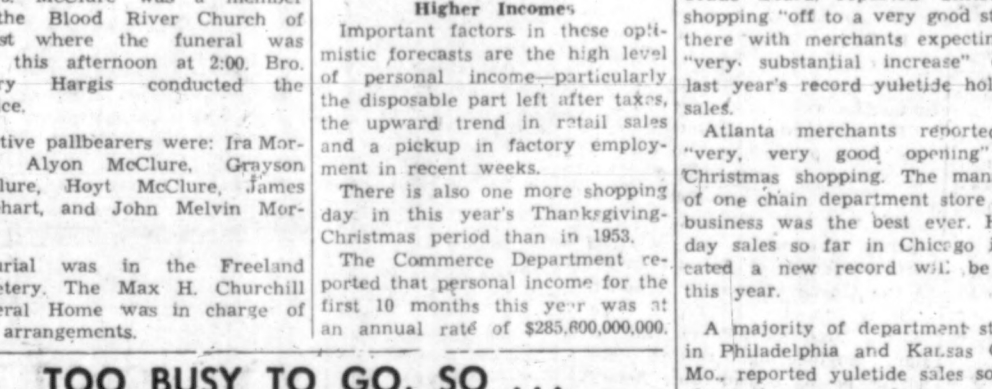 the Blood River Church of
where the funeral was
this afternoon at 2:00. Bro.
Hargis conducted the
tive pallbearers were: Ira Mor-
Alyon McClure, Grayson
lure, Hoyt McClure, James
hart, and John Melvin Mor-
urial was in the Freeland
etery. The Max H. Churchill
eral Home was in charge of
arrangements.
Higher Incomes
Important factors in these opti-
mistic forecasts are the high level
of personal income—particularly
the disposable part left after taxes,
the upward trend in retail sales
and a pickup in factory employ-
ment in recent weeks.
There is also one more shopping
day in this year's Thanksgiving-
Christmas period than in 1953.
The Commerce Department re-
ported that personal income for the
first 10 months this year was at
an annual rate of $285,600,000,000.
shopping "off to a very good st
there with merchants expectin
"very substantial increase"
last year's record yuletide hol
sales.
Atlanta merchants reported
"very, very good opening"
Christmas shopping. The man
of one chain department store
business was the best ever. H
day sales so far in Chicago i
cated a new record will be
this year.
A majority of department st
in Philadelphia and Kansas C
Mo., reported yuletide sales so
TOO BUSY TO GO, SO ...